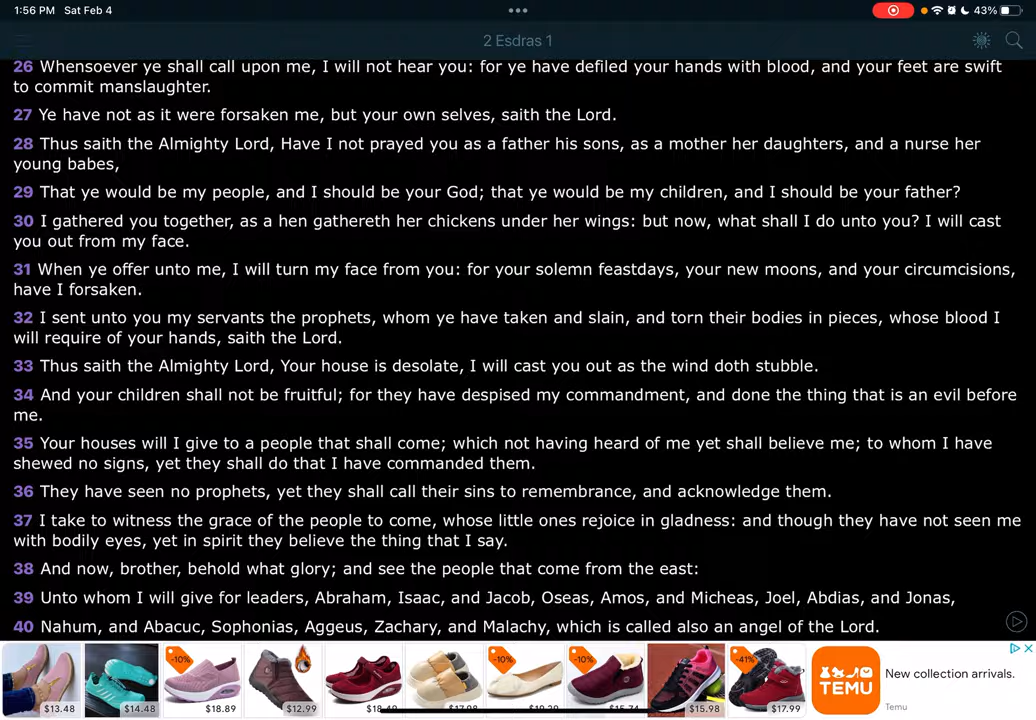 1:56 PM Sat Feb 4
43%
2 Esdras 1
26 Whensoever ye shall call upon me, I will not hear you: for ye have defiled your hands with blood, and your feet are swift
to commit manslaughter.
27 Ye have not as it were forsaken me, but your own selves, saith the Lord.
28 Thus saith the Almighty Lord, Have I not prayed you as a father his sons, as a mother her daughters, and a nurse her
young babes,
29 That ye would be my people, and I should be your God; that ye would be my children, and I should be your father?
30 I gathered you together, as a hen gathereth her chickens under her wings: but now, what shall I do unto you? I will cast
you out from my face.
31 When ye offer unto me, I will turn my face from you: for your solemn feastdays, your new moons, and your circumcisions,
have I forsaken.
32 I sent unto you my servants the prophets, whom ye have taken and slain, and torn their bodies in pieces, whose blood I
will require of your hands, saith the Lord.
33 Thus saith the Almighty Lord, Your house is desolate, I will cast you out as the wind doth stubble.
34 And your children shall not be fruitful; for they have despised my commandment, and done the thing that is an evil before
me.
35 Your houses will I give to a people that shall come; which not having heard of me yet shall believe me; to whom I have
shewed no signs, yet they shall do that I have commanded them.
36 They have seen no prophets, yet they shall call their sins to remembrance, and acknowledge them.
37 I take to witness the grace of the people to come, whose little ones rejoice in gladness: and though they have not seen me
with bodily eyes, yet in spirit they believe the thing that I say.
38 And now, brother, behold what glory; and see the people that come from the east:
39 Unto whom I will give for leaders, Abraham, Isaac, and Jacob, Oseas, Amos, and Micheas, Joel, Abdias, and Jonas,
40 Nahum, and Abacuc, Sophonias, Aggeus, Zachary, and Malachy, which is called also an angel of the Lord.
-10% -10% -10% -41%
$13.48 $14.48 $18.89 $12.99 $15.98 $17.99
TEMU
New collection arrivals.
Temu